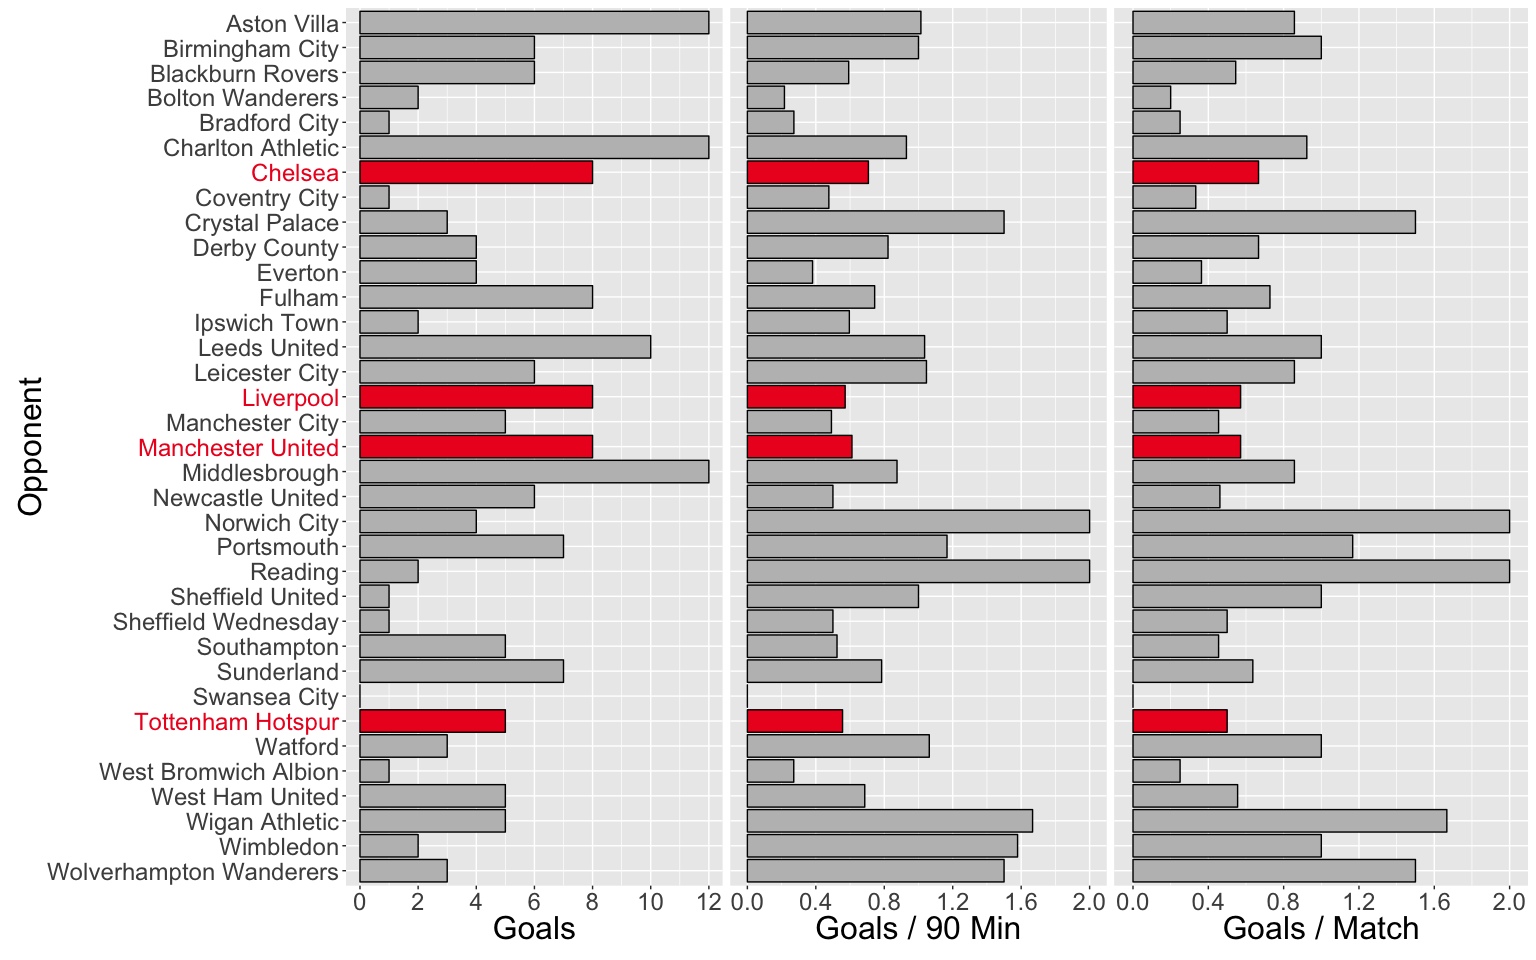 Opponent
Aston Villa
Birmingham City
Blackburn Rovers
Bolton Wanderers
Bradford City
Charlton Athletic
Chelsea
Coventry City
Crystal Palace
Derby County
Everton
Fulham
Ipswich Town
Leeds United
Leicester City
Liverpool
Manchester City
Manchester United
Middlesbrough
Newcastle United
Norwich City
Portsmouth
Reading
Sheffield United
Sheffield Wednesday
Southampton
Sunderland
Swansea City
Tottenham Hotspur
Watford
West Bromwich Albion
West Ham United
Wigan Athletic
Wimbledon
Wolverhampton Wanderers
0 2 4 6 8 10 12
Goals
0.0 0.4 0.8 1.2 1.6 2.0
Goals / 90 Min
0.0 0.4 0.8 1.2 1.6 2.0
Goals / Match